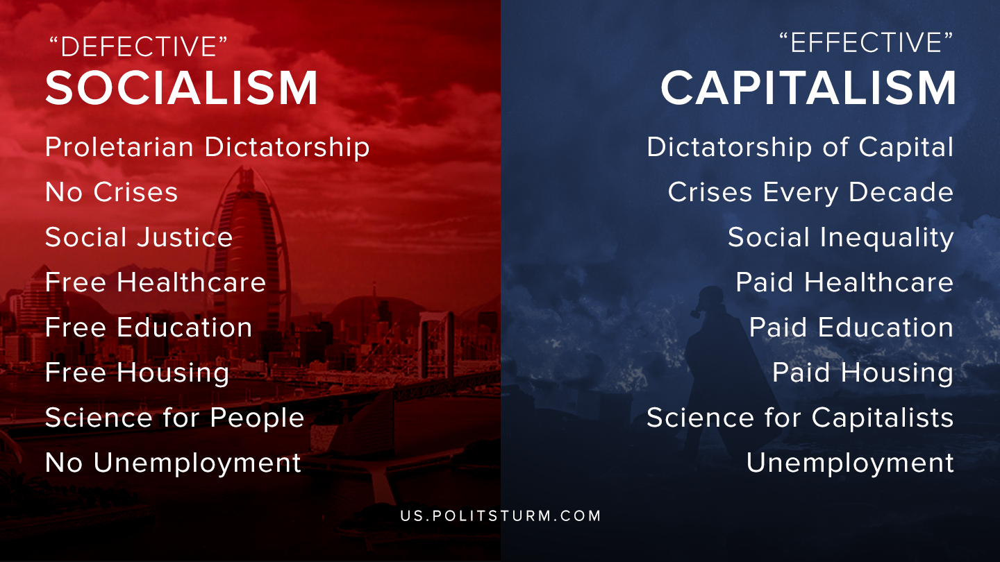 “DEFECTIVE”
SOCIALISM
Proletarian Dictatorship
No Crises
Social Justice
Free Healthcare
Free Education
Free Housing
Science for People
No Unemployment
“EFFECTIVE”
CAPITALISM
Dictatorship of Capital
Crises Every Decade
Social Inequality
Paid Healthcare
Paid Education
Paid Housing
Science for Capitalists
Unemployment
US.POLITSTURM.COM